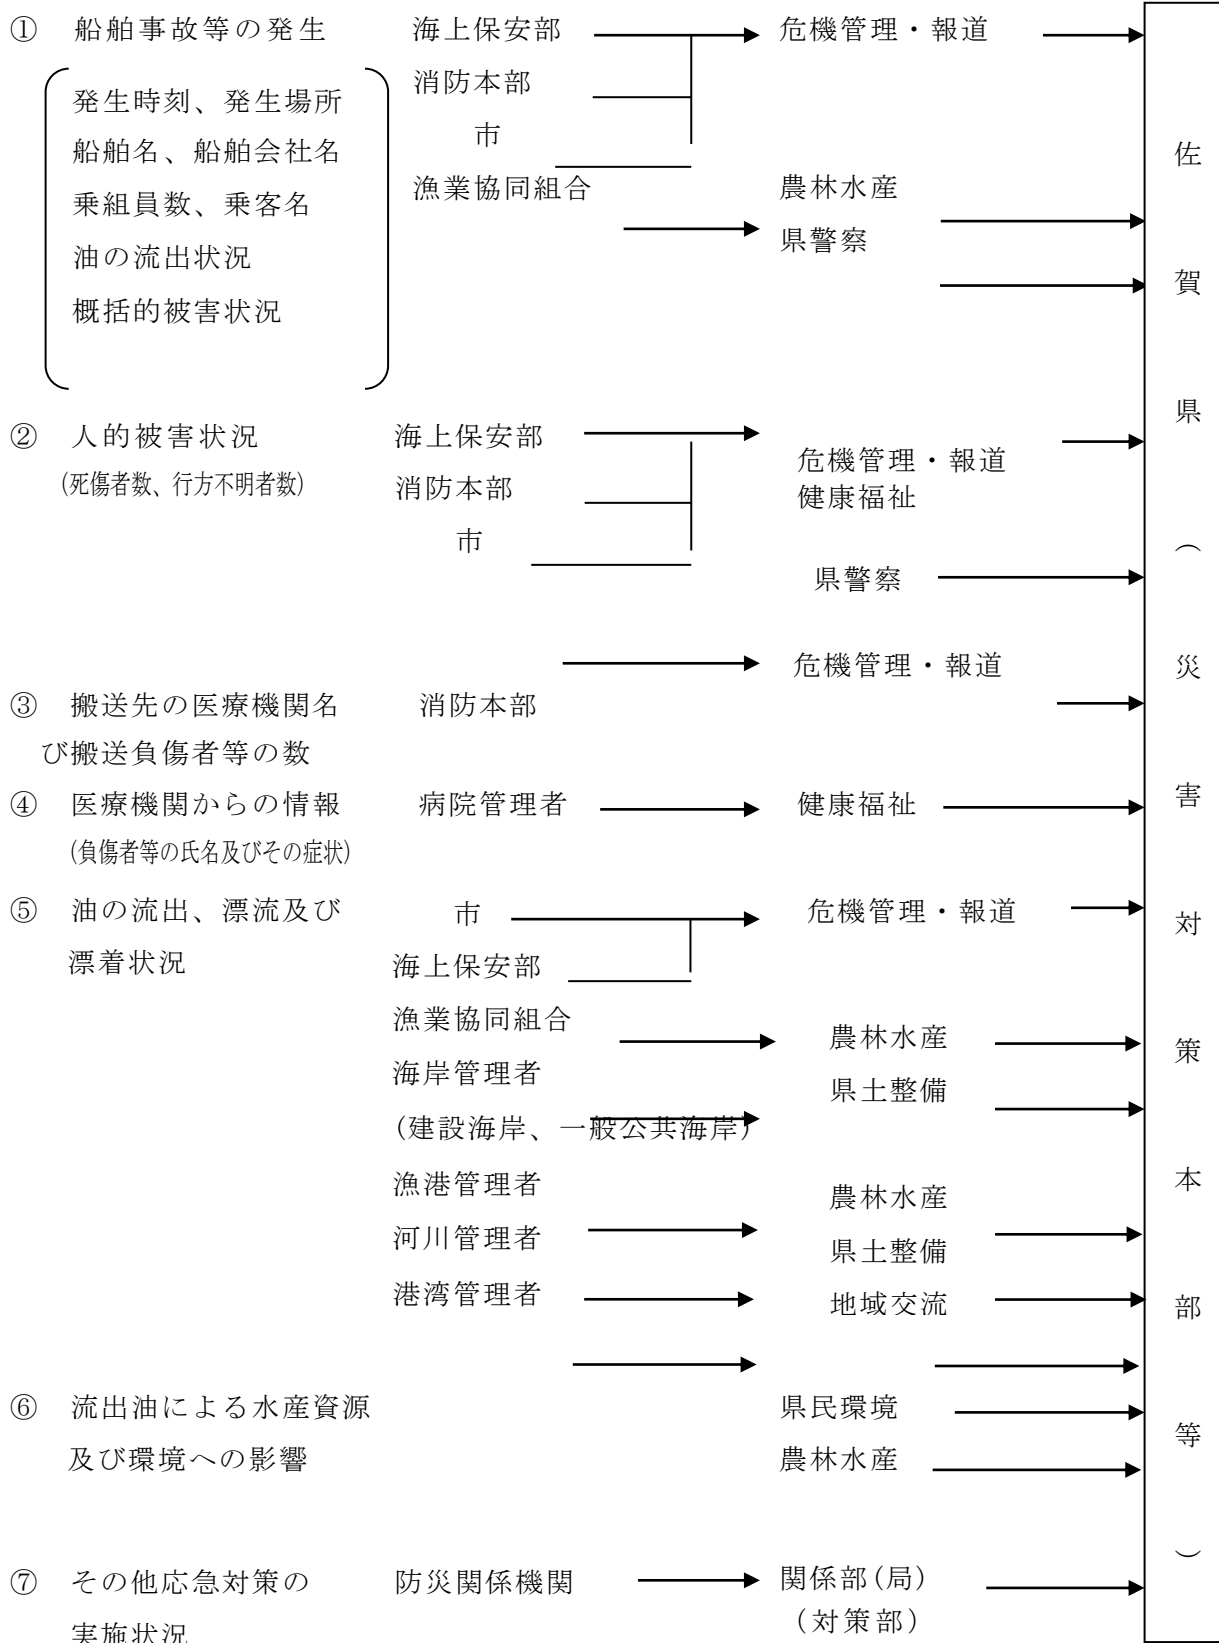 ① 船舶事故等の発生 海上保安部 危機管理・報道
消防本部
発生時刻、発生場所
船舶名、船舶会社名 市
乗組員数、乗客名 漁業協同組合 農林水産
油の流出状況 県警察
概括的被害状況
② 人的被害状況 海上保安部 危機管理・報道
(死傷者数、行方不明者数) 消防本部 健康福祉
市
県警察
危機管理・報道
③ 搬送先の医療機関名 消防本部
び搬送負傷者等の数
④ 医療機関からの情報 病院管理者 健康福祉
(負傷者等の氏名及びその症状)
⑤ 油の流出、漂流及び 市 危機管理・報道
漂着状況 海上保安部
漁業協同組合 農林水産
海岸管理者 県土整備
(建設海岸、一般公共海岸)
漁港管理者 農林水産
河川管理者 県土整備
港湾管理者 地域交流
⑥ 流出油による水産資源 県民環境
及び環境への影響 農林水産
⑦ その他応急対策の 防災関係機関 関係部(局)
実施状況 (対策部)
佐賀県(災害対策本部等)